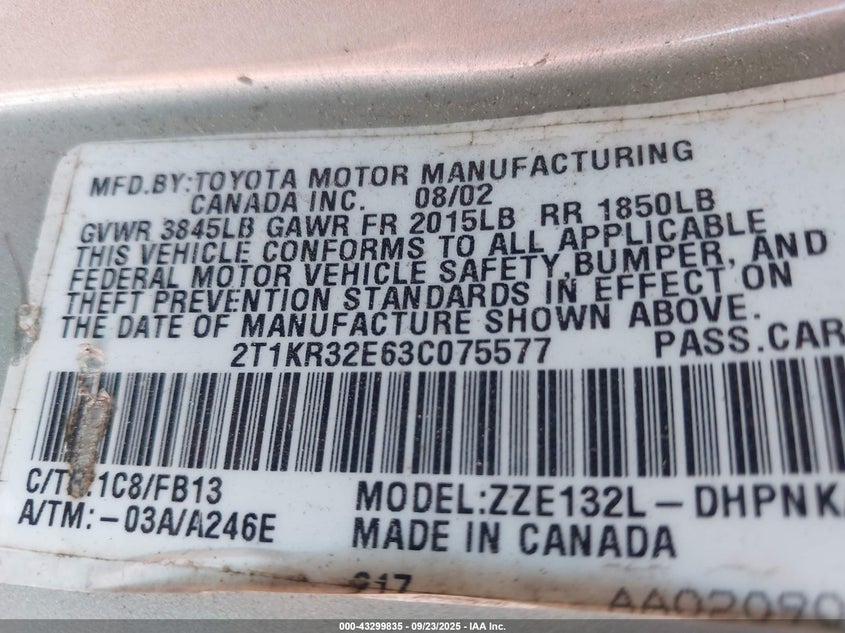 MFD.BY:TOYOTA MOTOR MANUFACTURING
CANADA INC. 08/02
GVWR 3845LB GAWR FR 2015LB RR 1850LB
THIS VEHICLE CONFORMS TO ALL APPLICABLE
FEDERAL MOTOR VEHICLE SAFETY,BUMPER, AND
THEFT PREVENTION STANDARDS IN EFFECT ON
THE DATE OF MANUFACTURE SHOWN ABOVE.
2T1KR32E63C075577 PASS.CAR
C/TR:1C8/FB13 MODEL:ZZE132L-DHPNKA
A/TM:-03A/A246E MADE IN CANADA
000-43299835 - 09/23/2025 - IAA Inc.